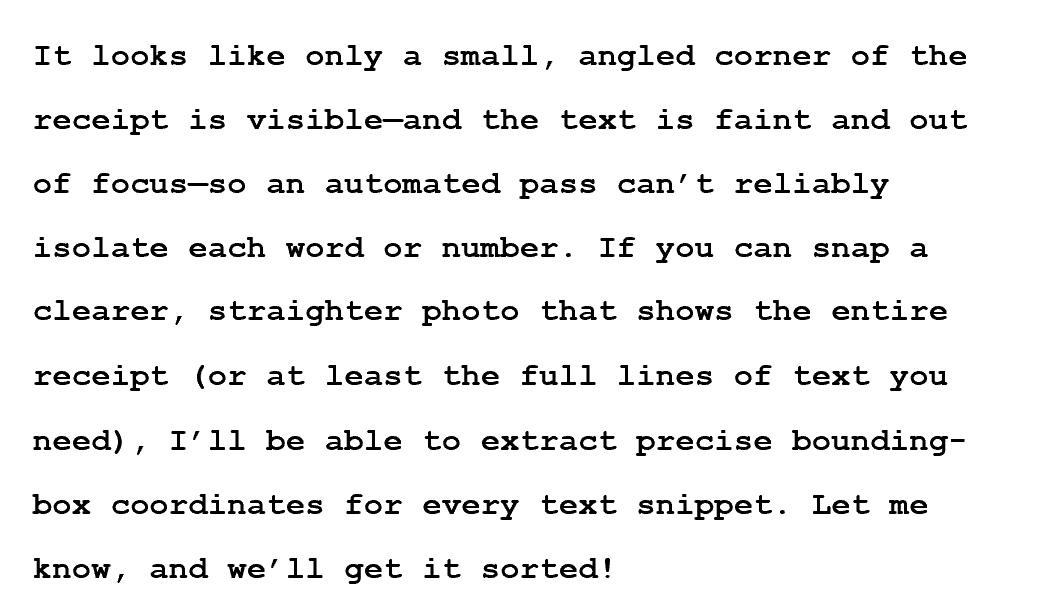 It looks like only a small, angled corner of the
receipt is visible—and the text is faint and out
of focus—so an automated pass can’t reliably
isolate each word or number. If you can snap a
clearer, straighter photo that shows the entire
receipt (or at least the full lines of text you
need), I’ll be able to extract precise bounding-
box coordinates for every text snippet. Let me
know, and we’ll get it sorted!